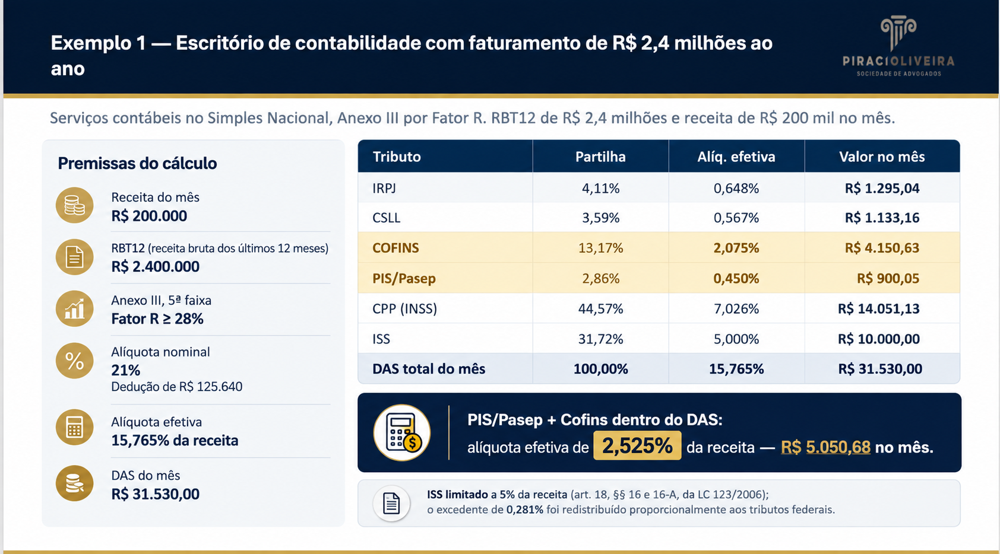 Exemplo 1 — Escritório de contabilidade com faturamento de R$ 2,4 milhões ao
ano
PIRACIOLIVEIRA
SOCIEDADE DE ADVOGADOS
Serviços contábeis no Simples Nacional, Anexo III por Fator R. RBT12 de R$ 2,4 milhões e receita de R$ 200 mil no mês.
Premissas do cálculo
Receita do mês
R$ 200.000
RBT12 (receita bruta dos últimos 12 meses)
R$ 2.400.000
Anexo III, 5ª faixa
Fator R ≥ 28%
%
Alíquota nominal
21%
Dedução de R$ 125.640
Alíquota efetiva
15,765% da receita
DAS do mês
R$ 31.530,00
Tributo Partilha Alíq. efetiva Valor no mês
IRPJ 4,11% 0,648% R$ 1.295,04
CSLL 3,59% 0,567% R$ 1.133,16
COFINS 13,17% 2,075% R$ 4.150,63
PIS/Pasep 2,86% 0,450% R$ 900,05
CPP (INSS) 44,57% 7,026% R$ 14.051,13
ISS 31,72% 5,000% R$ 10.000,00
DAS total do mês 100,00% 15,765% R$ 31.530,00
$
PIS/Pasep + Cofins dentro do DAS:
alíquota efetiva de 2,525% da receita — R$ 5.050,68 no mês.
ISS limitado a 5% da receita (art. 18, §§ 16 e 16-A, da LC 123/2006);
o excedente de 0,281% foi redistribuído proporcionalmente aos tributos federais.